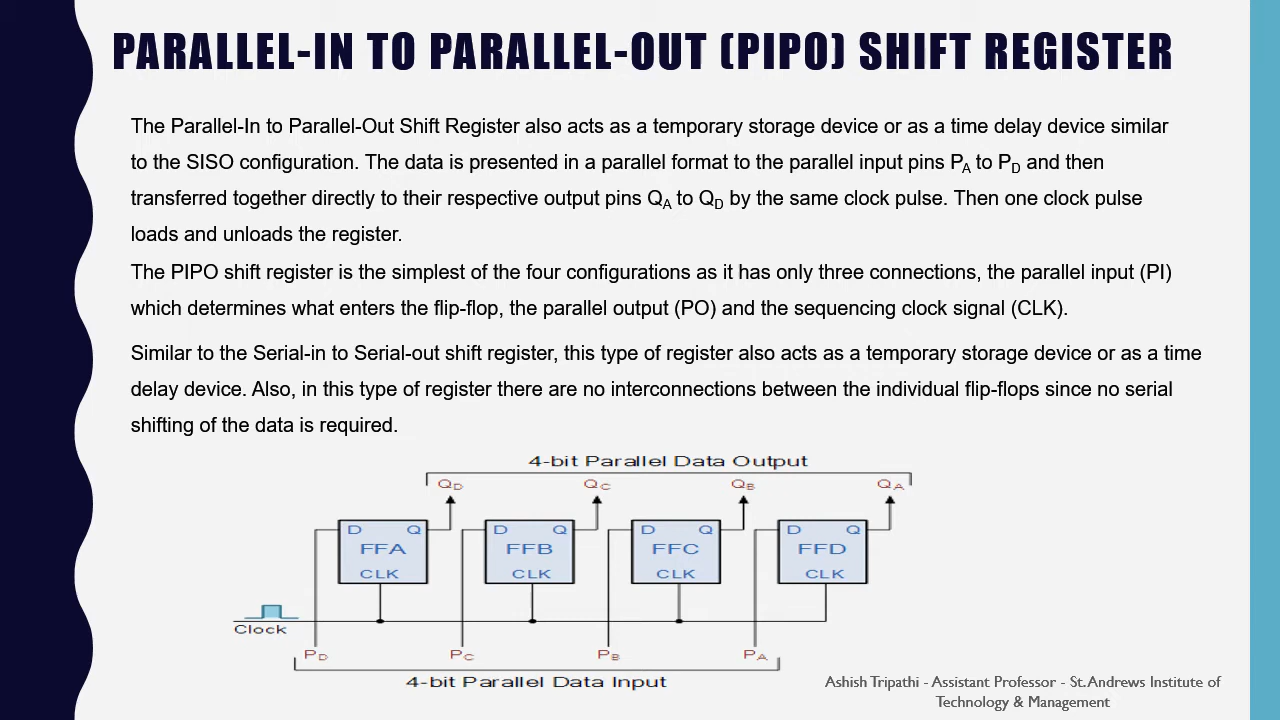 PARALLEL-IN TO PARALLEL-OUT (PIPO) SHIFT REGISTER
The Parallel-In to Parallel-Out Shift Register also acts as a temporary storage device or as a time delay device similar
to the SISO configuration. The data is presented in a parallel format to the parallel input pins PA to PD and then
transferred together directly to their respective output pins QA to QD by the same clock pulse. Then one clock pulse
loads and unloads the register.
The PIPO shift register is the simplest of the four configurations as it has only three connections, the parallel input (PI)
which determines what enters the flip-flop, the parallel output (PO) and the sequencing clock signal (CLK).
Similar to the Serial-in to Serial-out shift register, this type of register also acts as a temporary storage device or as a time
delay device. Also, in this type of register there are no interconnections between the individual flip-flops since no serial
shifting of the data is required.
4-bit Parallel Data Output
QD QC QB QA
D Q D Q D Q D Q
FFA FFB FFC FFD
CLK CLK CLK CLK
Clock
PD PC PB PA
4-bit Parallel Data Input
Ashish Tripathi - Assistant Professor - St.Andrews Institute of
Technology & Management